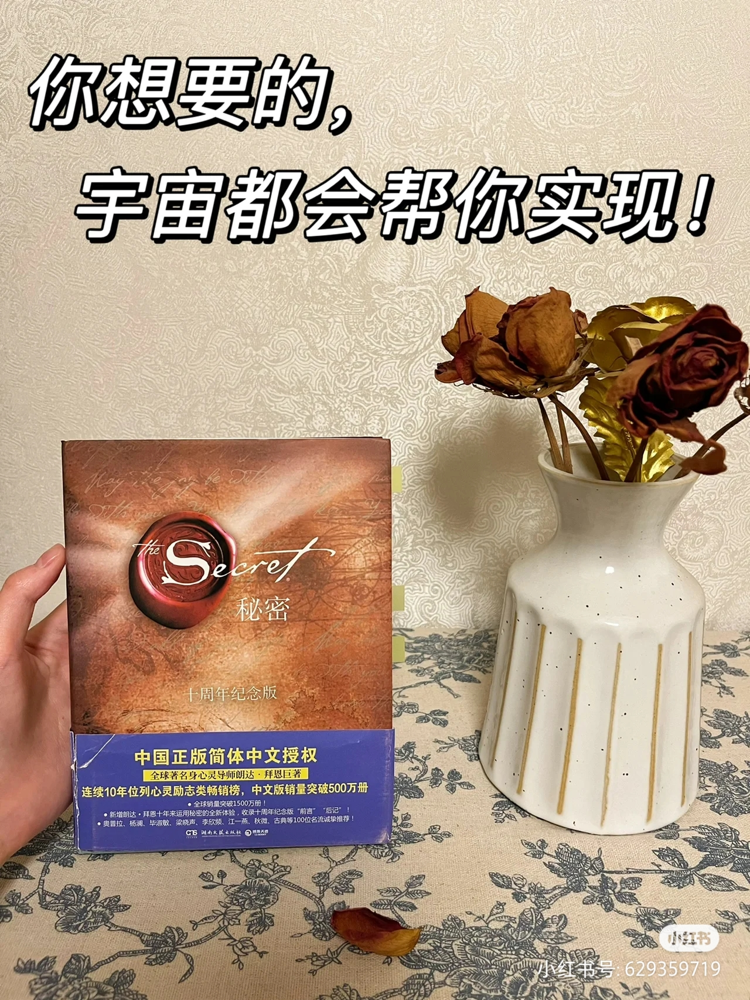 你想要的，
宇宙都会帮你实现！
the Secret
秘密
十周年纪念版
中国正版简体中文授权
全球著名身心灵导师朗达·拜恩巨著
连续10年位列心灵励志类畅销榜，中文版销量突破500万册
●全球销量突破1500万册！
●新增朗达·拜恩十年来运用秘密的全新体验，收录十周年纪念版“前言”“后记”！
●奥普拉、杨澜、毕淑敏、梁晓声、李欣频、江一燕、秋微、古典等100位名流诚挚推荐！
湖南文艺出版社 博集天卷
小红书
小红书号: 629359719